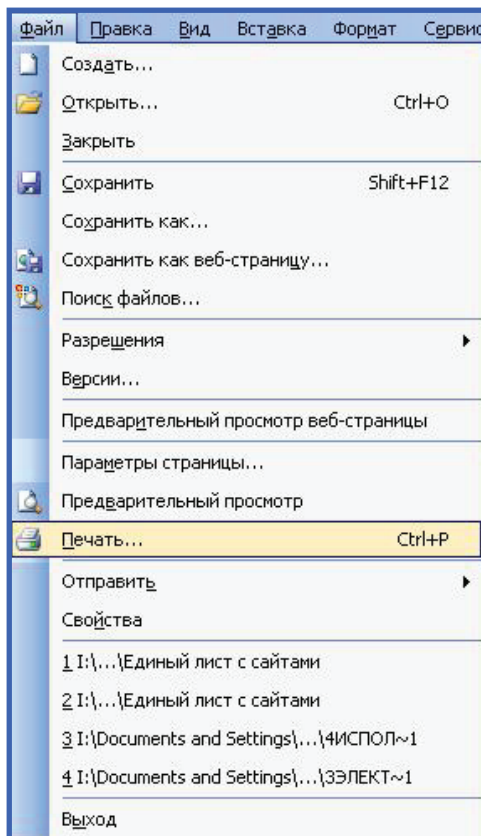 Файл Правка Вид Вставка Формат Сервис
Создать...
Открыть... Ctrl+O
Закрыть
Сохранить Shift+F12
Сохранить как...
Сохранить как веб-страницу...
Поиск файлов...
Разрешения
Версии...
Предварительный просмотр веб-страницы
Параметры страницы...
Предварительный просмотр
Печать... Ctrl+P
Отправить
Свойства
1 I:\...\Единый лист с сайтами
2 I:\...\Единый лист с сайтами
3 I:\Documents and Settings\...\4ИСПОЛ~1
4 I:\Documents and Settings\...\3ЭЛЕКТ~1
Выход